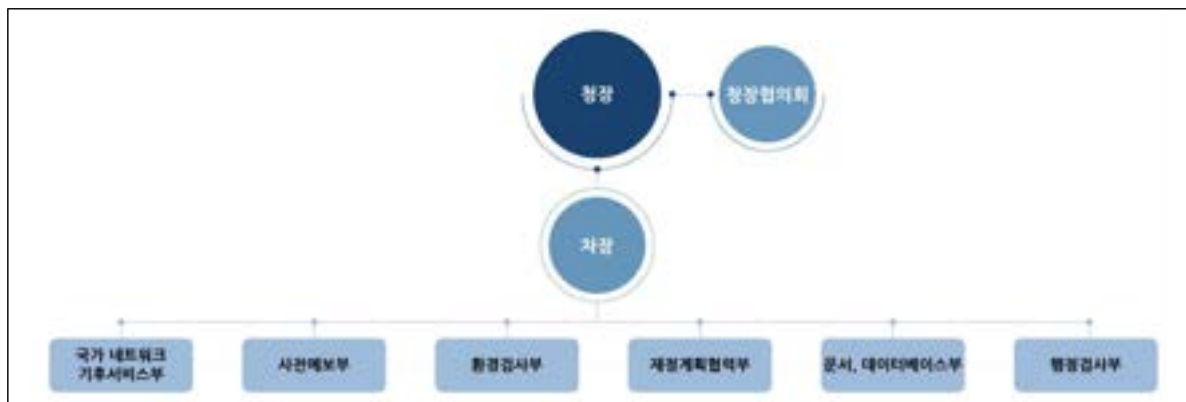 청장
청장협의회
차장
국가 네트워크
기후서비스부
사전예보부
환경검사부
재정계획협력부
문서, 데이터베이스부
행정검사부